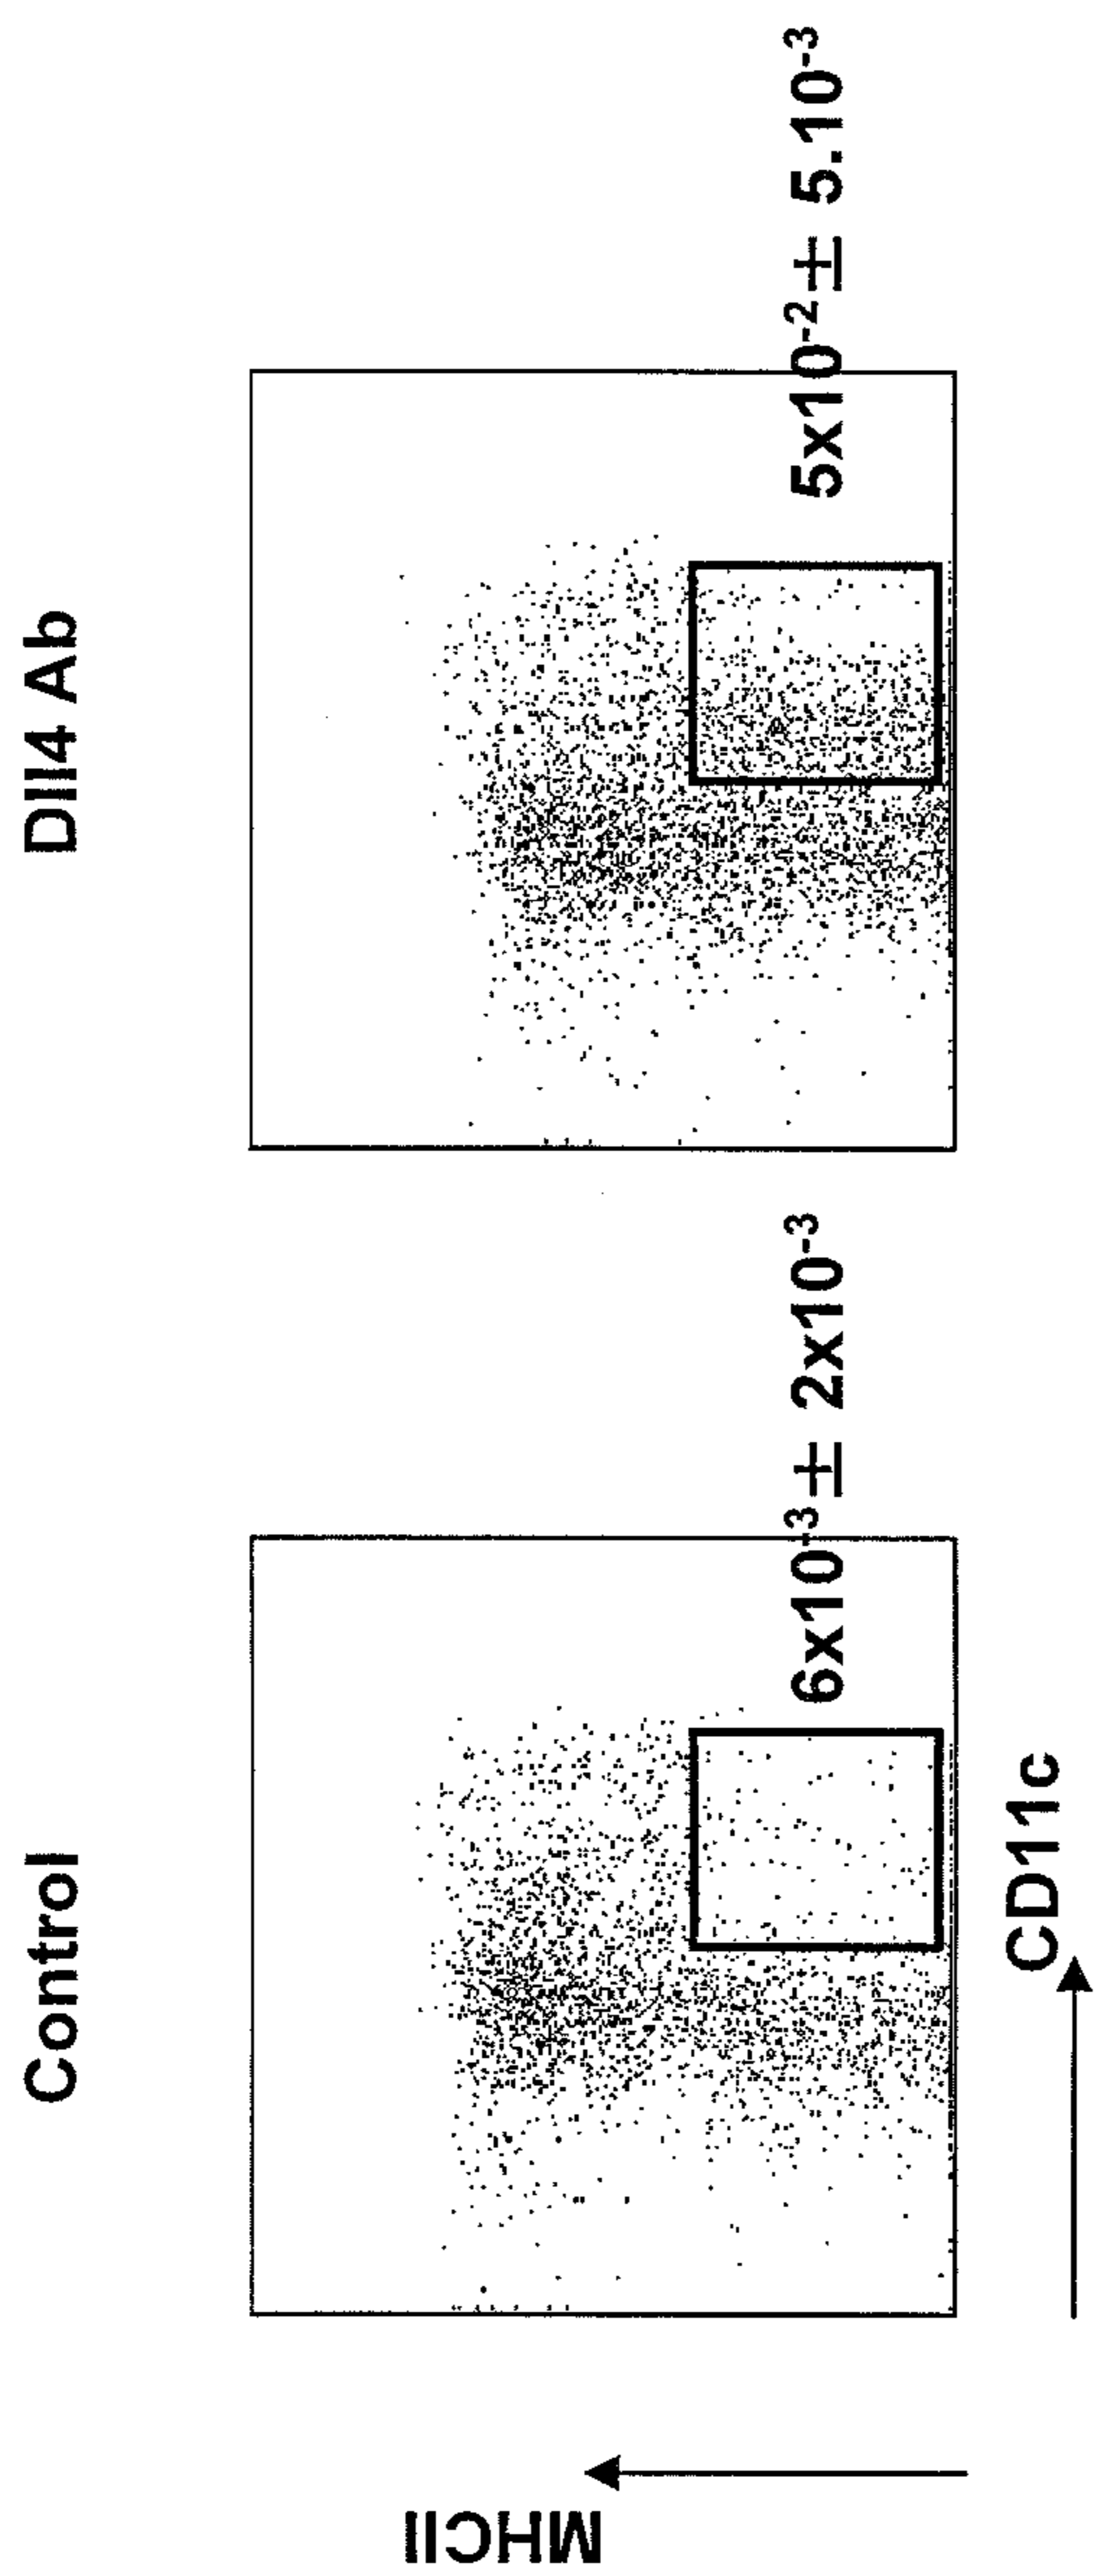 Control
Dll4 Ab
MHCII
6x10⁻³± 2x10⁻³
5x10⁻²± 5.10⁻³
CD11c